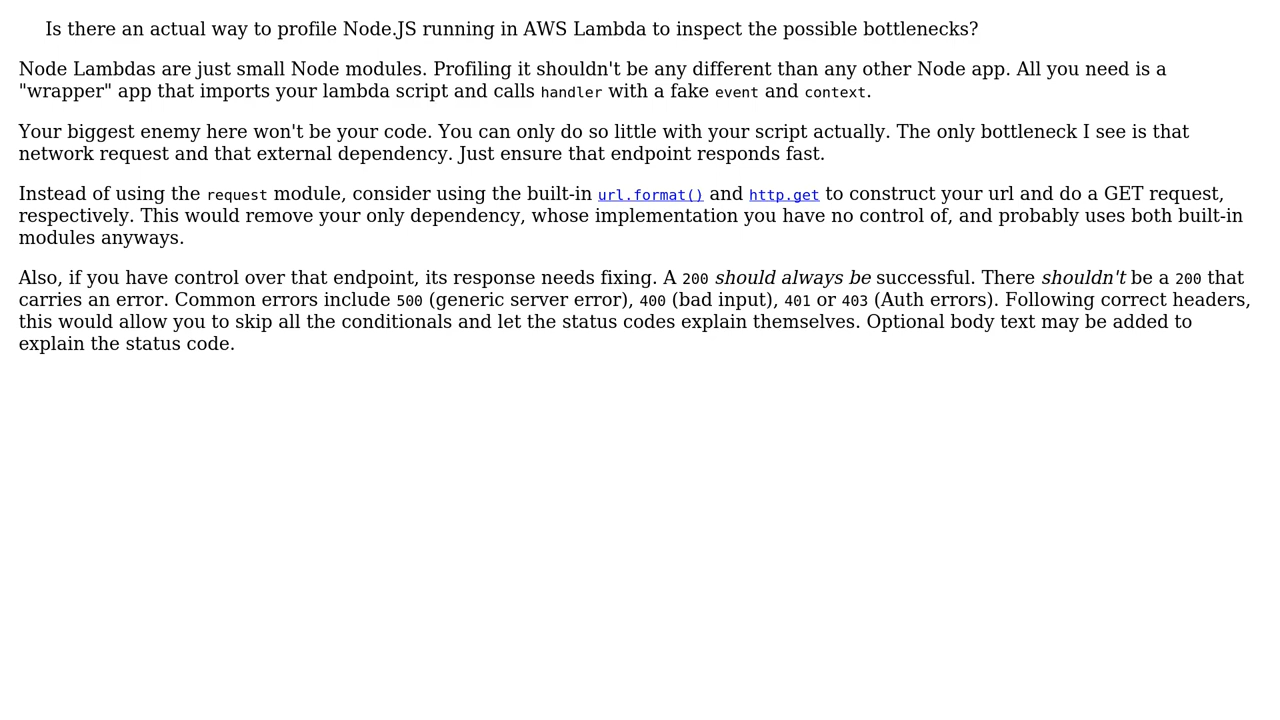 Is there an actual way to profile Node.JS running in AWS Lambda to inspect the possible bottlenecks?
Node Lambdas are just small Node modules. Profiling it shouldn't be any different than any other Node app. All you need is a
"wrapper" app that imports your lambda script and calls handler with a fake event and context.
Your biggest enemy here won't be your code. You can only do so little with your script actually. The only bottleneck I see is that
network request and that external dependency. Just ensure that endpoint responds fast.
Instead of using the request module, consider using the built-in url.format() and http.get to construct your url and do a GET request,
respectively. This would remove your only dependency, whose implementation you have no control of, and probably uses both built-in
modules anyways.
Also, if you have control over that endpoint, its response needs fixing. A 200 should always be successful. There shouldn't be a 200 that
carries an error. Common errors include 500 (generic server error), 400 (bad input), 401 or 403 (Auth errors). Following correct headers,
this would allow you to skip all the conditionals and let the status codes explain themselves. Optional body text may be added to
explain the status code.